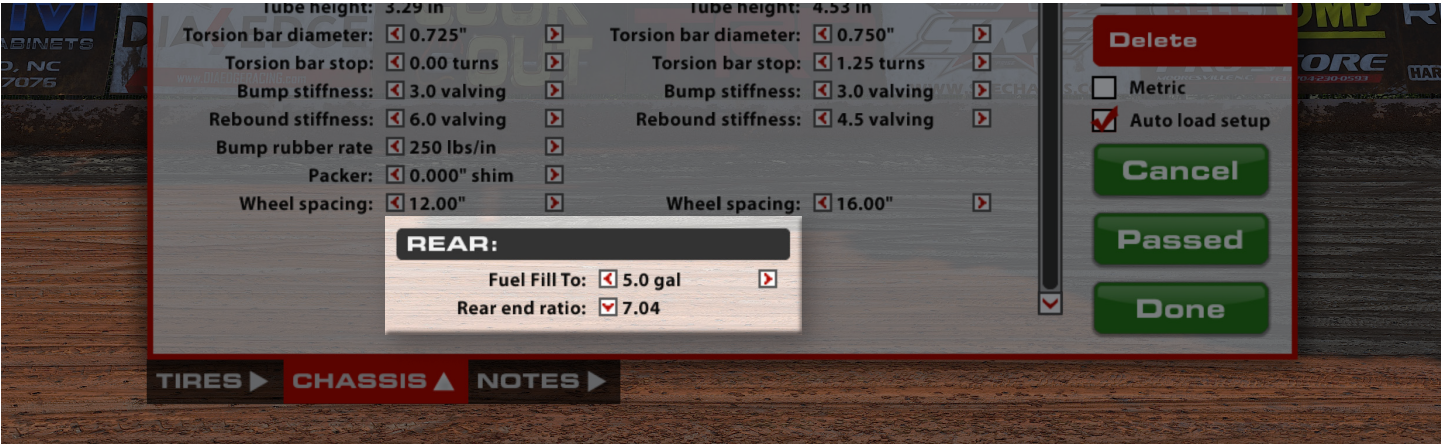 Tube height: 3.29 in
Torsion bar diameter: 0.725"
Torsion bar stop: 0.00 turns
Bump stiffness: 3.0 valving
Rebound stiffness: 6.0 valving
Bump rubber rate 250 lbs/in
Packer: 0.000" shim
Wheel spacing: 12.00"
Tube height: 4.53 in
Torsion bar diameter: 0.750"
Torsion bar stop: 1.25 turns
Bump stiffness: 3.0 valving
Rebound stiffness: 4.5 valving
Wheel spacing: 16.00"
REAR:
Fuel Fill To: 5.0 gal
Rear end ratio: 7.04
Delete
Metric
Auto load setup
Cancel
Passed
Done
TIRES
CHASSIS
NOTES
ABINETS
, NC
7076
OUT